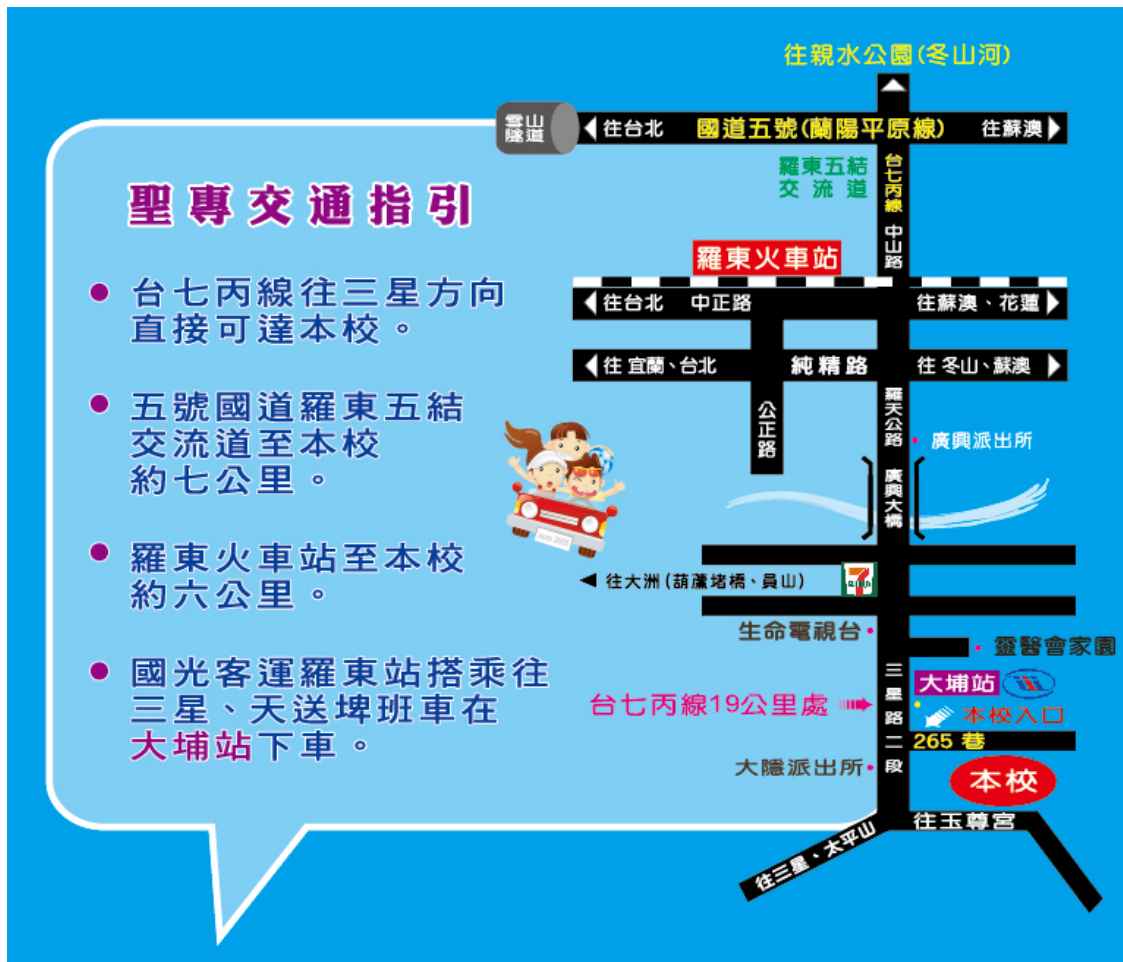 聖專交通指引
台七丙線往三星方向
直接可達本校。
五號國道羅東五結
交流道至本校
約七公里。
羅東火車站至本校
約六公里。
國光客運羅東站搭乘往
三星、天送埤班車在
大埔站下車。
往親水公園(冬山河)
雪山
隧道
往台北 國道五號(蘭陽平原線) 往蘇澳
羅東五結
交流道
台七丙線
中山路
羅東火車站
往台北 中正路 往蘇澳、花蓮
往 宜蘭、台北 純精路 往 冬山、蘇澳
公正路
羅天公路
廣興派出所
廣興大橋
往大洲(葫蘆堵橋、員山)
生命電視台
靈醫會家園
三星路二段
大埔站
台七丙線19公里處
本校入口
265 巷
大隱派出所
本校
往玉尊宮
往三星、太平山